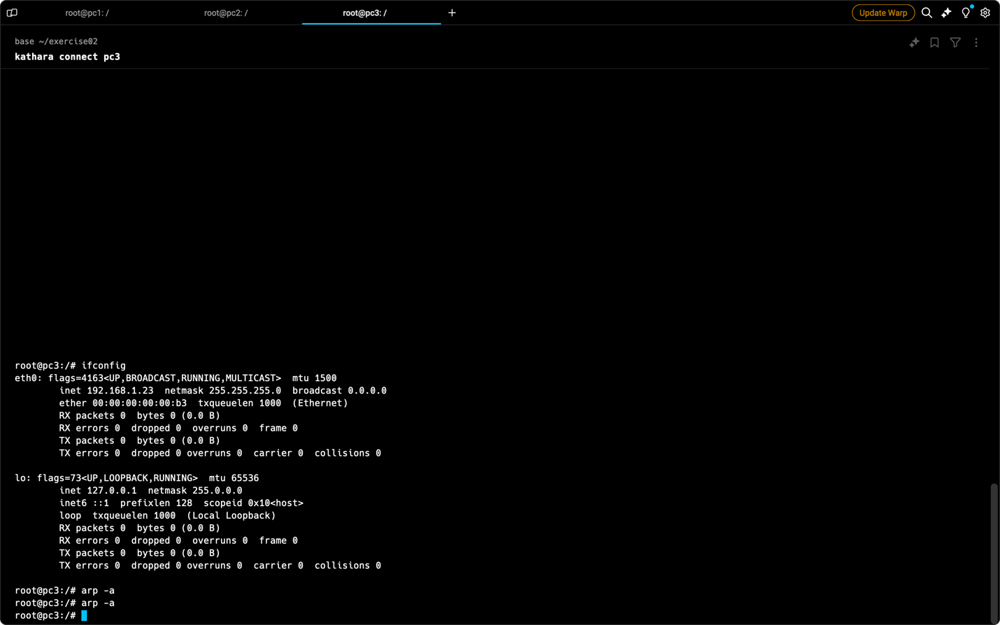 root@pc1: /
root@pc2: /
root@pc3: /
+
Update Warp
base ~/exercise02
kathara connect pc3
root@pc3:/# ifconfig
eth0: flags=4163<UP,BROADCAST,RUNNING,MULTICAST>  mtu 1500
        inet 192.168.1.23  netmask 255.255.255.0  broadcast 0.0.0.0
        ether 00:00:00:00:00:b3  txqueuelen 1000  (Ethernet)
        RX packets 0  bytes 0 (0.0 B)
        RX errors 0  dropped 0  overruns 0  frame 0
        TX packets 0  bytes 0 (0.0 B)
        TX errors 0  dropped 0 overruns 0  carrier 0  collisions 0
lo: flags=73<UP,LOOPBACK,RUNNING>  mtu 65536
        inet 127.0.0.1  netmask 255.0.0.0
        inet6 ::1  prefixlen 128  scopeid 0x10<host>
        loop  txqueuelen 1000  (Local Loopback)
        RX packets 0  bytes 0 (0.0 B)
        RX errors 0  dropped 0  overruns 0  frame 0
        TX packets 0  bytes 0 (0.0 B)
        TX errors 0  dropped 0 overruns 0  carrier 0  collisions 0
root@pc3:/# arp -a
root@pc3:/# arp -a
root@pc3:/#